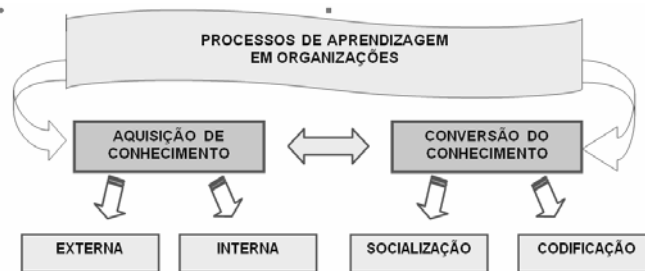 PROCESSOS DE APRENDIZAGEM
EM ORGANIZAÇÕES
AQUISIÇÃO DE
CONHECIMENTO
CONVERSÃO DO
CONHECIMENTO
EXTERNA
INTERNA
SOCIALIZAÇÃO
CODIFICAÇÃO